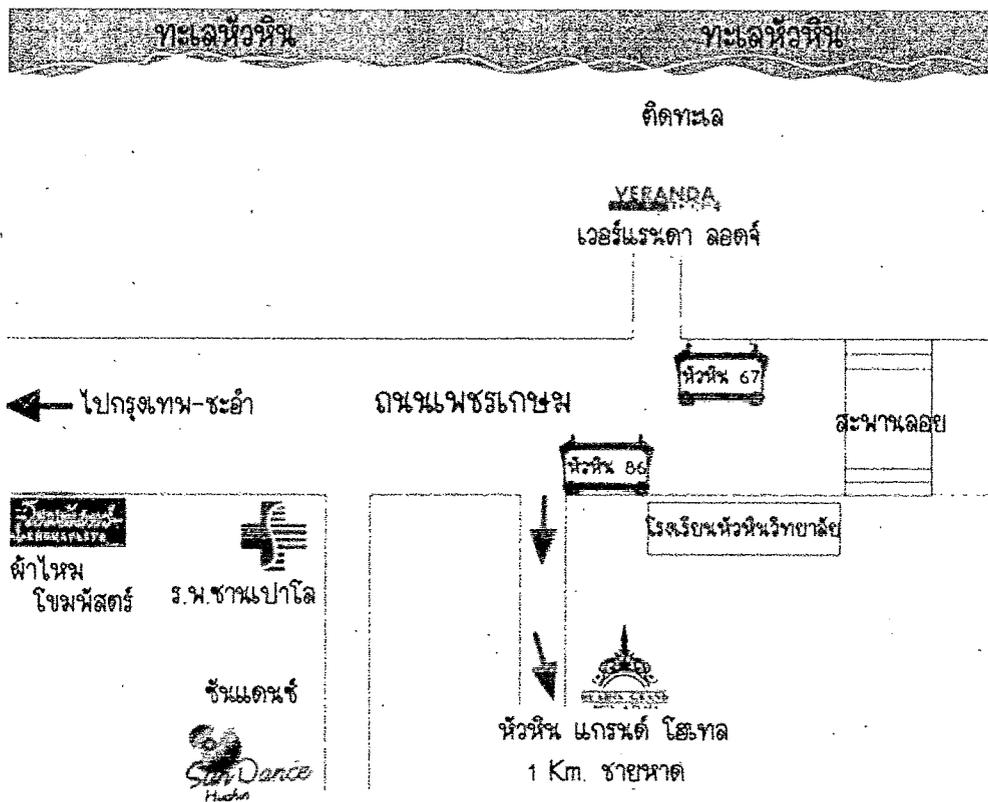 ทะเลหัวหิน ทะเลหัวหิน
ติดทะเล
VERANDA
เวอร์แรนดา ลอดจ์
หัวหิน 67
ไปกรุงเทพ-ชะอำ
ถนนเพชรเกษม
สะพานลอย
หัวหิน 86
โรงเรียนหัวหินวิทยาลัย
ผ้าไหม
โขมพัสตร์
ร.พ.ซานเปาโล
ซันแดนซ์
Sun Dance
Huahin
หัวหิน แกรนด์ โฮเทล
1 Km. ชายหาด